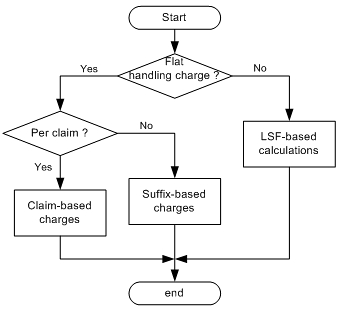 Start
Flat
handling charge ?
Yes
No
Per claim ?
No
Yes
LSF-based
calculations
Claim-based
charges
Suffix-based
charges
end